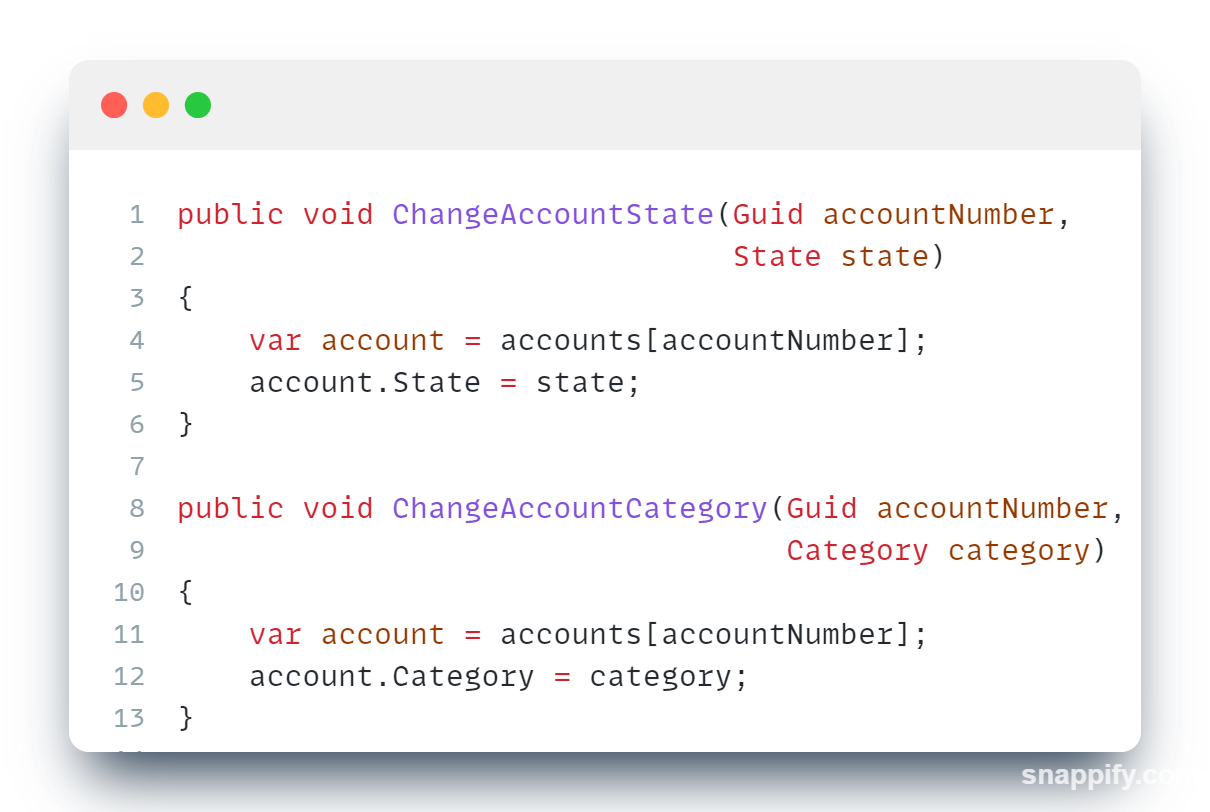 1 public void ChangeAccountState(Guid accountNumber,
2 State state)
3 {
4 var account = accounts[accountNumber];
5 account.State = state;
6 }
7
8 public void ChangeAccountCategory(Guid accountNumber,
9 Category category)
10 {
11 var account = accounts[accountNumber];
12 account.Category = category;
13 }
snappify.com